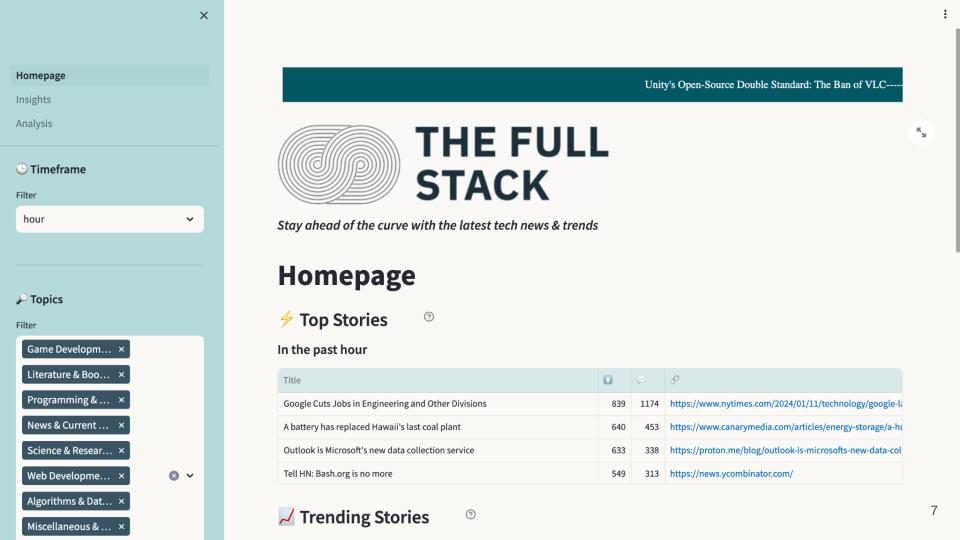 Homepage
Insights
Analysis
Timeframe
Filter
hour
Topics
Filter
Game Developm...
Literature & Boo...
Programming & ...
News & Current ...
Science & Resear...
Web Developme...
Algorithms & Dat...
Miscellaneous & ...
Unity's Open-Source Double Standard: The Ban of VLC-----
THE FULL
STACK
Stay ahead of the curve with the latest tech news & trends
Homepage
Top Stories
In the past hour
Title
Google Cuts Jobs in Engineering and Other Divisions 839 1174 https://www.nytimes.com/2024/01/11/technology/google-la
A battery has replaced Hawaii's last coal plant 640 453 https://www.canarymedia.com/articles/energy-storage/a-hu
Outlook is Microsoft's new data collection service 633 338 https://proton.me/blog/outlook-is-microsofts-new-data-col
Tell HN: Bash.org is no more 549 313 https://news.ycombinator.com/
Trending Stories
7